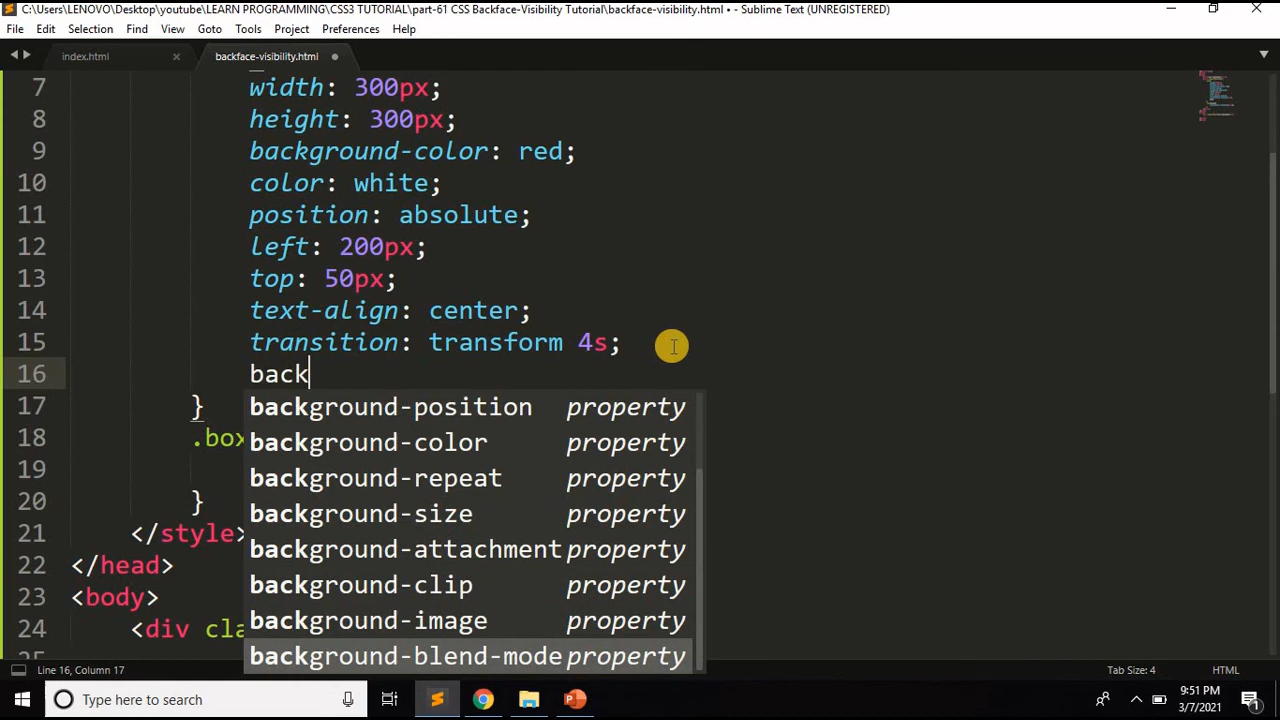 C:\Users\LENOVO\Desktop\youtube\LEARN PROGRAMMING\CSS3 TUTORIAL\part-61 CSS Backface-Visibility Tutorial\backface-visibility.html • - Sublime Text (UNREGISTERED)
File Edit Selection Find View Goto Tools Project Preferences Help
index.html backface-visibility.html
7 width: 300px;
8 height: 300px;
9 background-color: red;
10 color: white;
11 position: absolute;
12 left: 200px;
13 top: 50px;
14 text-align: center;
15 transition: transform 4s;
16 back
17 }
background-position property
18 .box
background-color property
19
background-repeat property
20 }
background-size property
21 </style>
background-attachment property
22 </head>
background-clip property
23 <body>
background-image property
24 <div cla
background-blend-mode property
Line 16, Column 17 Tab Size: 4 HTML
Type here to search
9:51 PM
3/7/2021